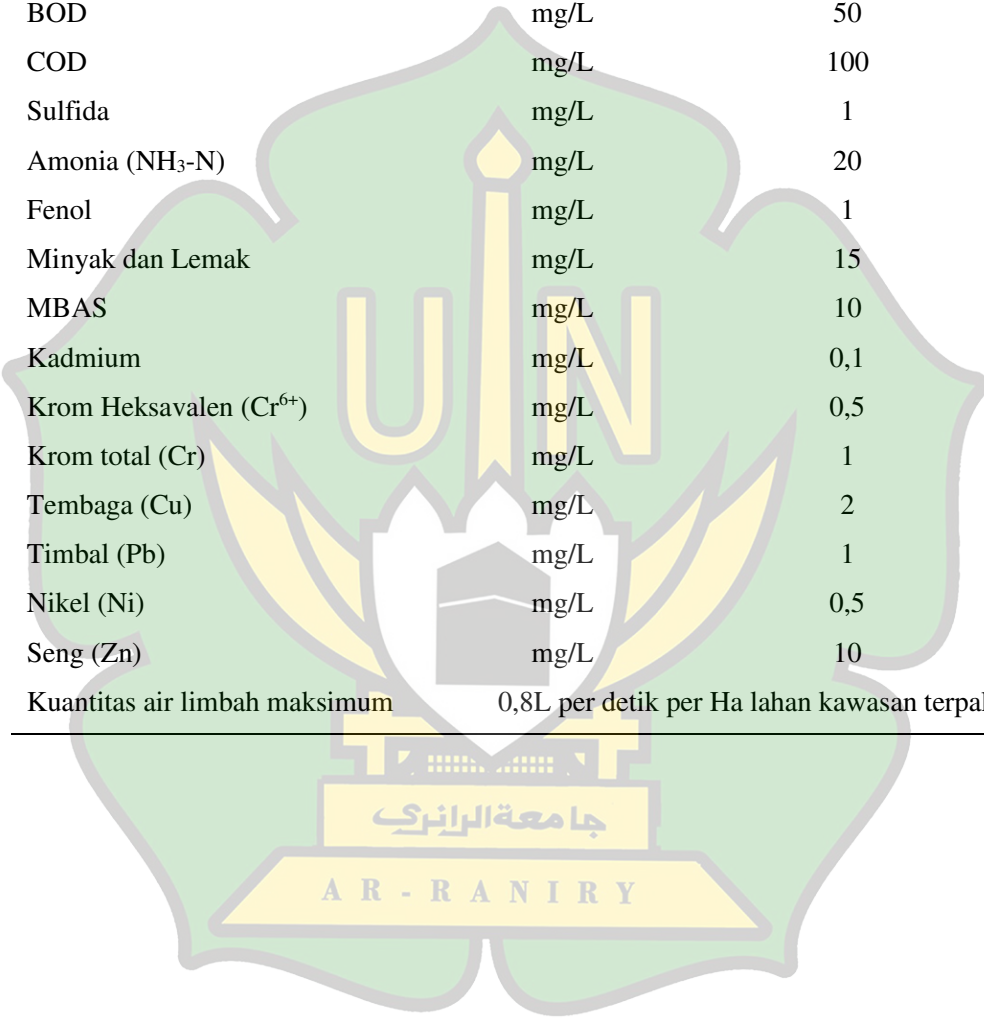 BOD mg/L 50
COD mg/L 100
Sulfida mg/L 1
Amonia (NH₃-N) mg/L 20
Fenol mg/L 1
Minyak dan Lemak mg/L 15
MBAS mg/L 10
Kadmium mg/L 0,1
Krom Heksavalen (Cr⁶⁺) mg/L 0,5
Krom total (Cr) mg/L 1
Tembaga (Cu) mg/L 2
Timbal (Pb) mg/L 1
Nikel (Ni) mg/L 0,5
Seng (Zn) mg/L 10
Kuantitas air limbah maksimum 0,8L per detik per Ha lahan kawasan
UIN
جامعةالرانرك
AR-RANIRY